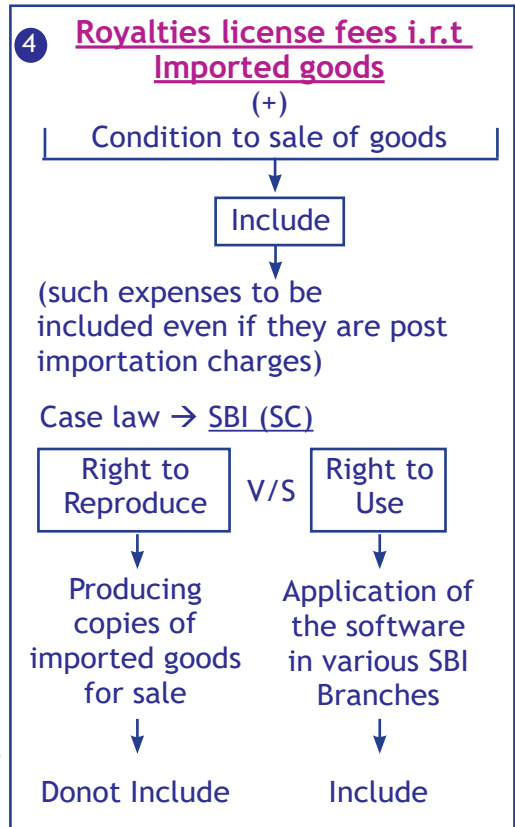 4 Royalties license fees i.r.t
Imported goods
(+)
Condition to sale of goods
Include
(such expenses to be
included even if they are post
importation charges)
Case law → SBI (SC)
Right to
Reproduce
V/S
Right to
Use
Producing
copies of
imported goods
for sale
Application of
the software
in various SBI
Branches
Donot Include
Include